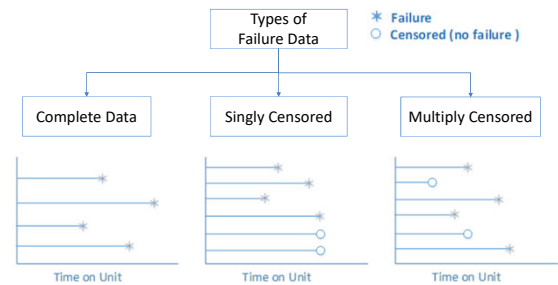 Types of
Failure Data
Failure
Censored (no failure )
Complete Data
Singly Censored
Multiply Censored
Time on Unit
Time on Unit
Time on Unit